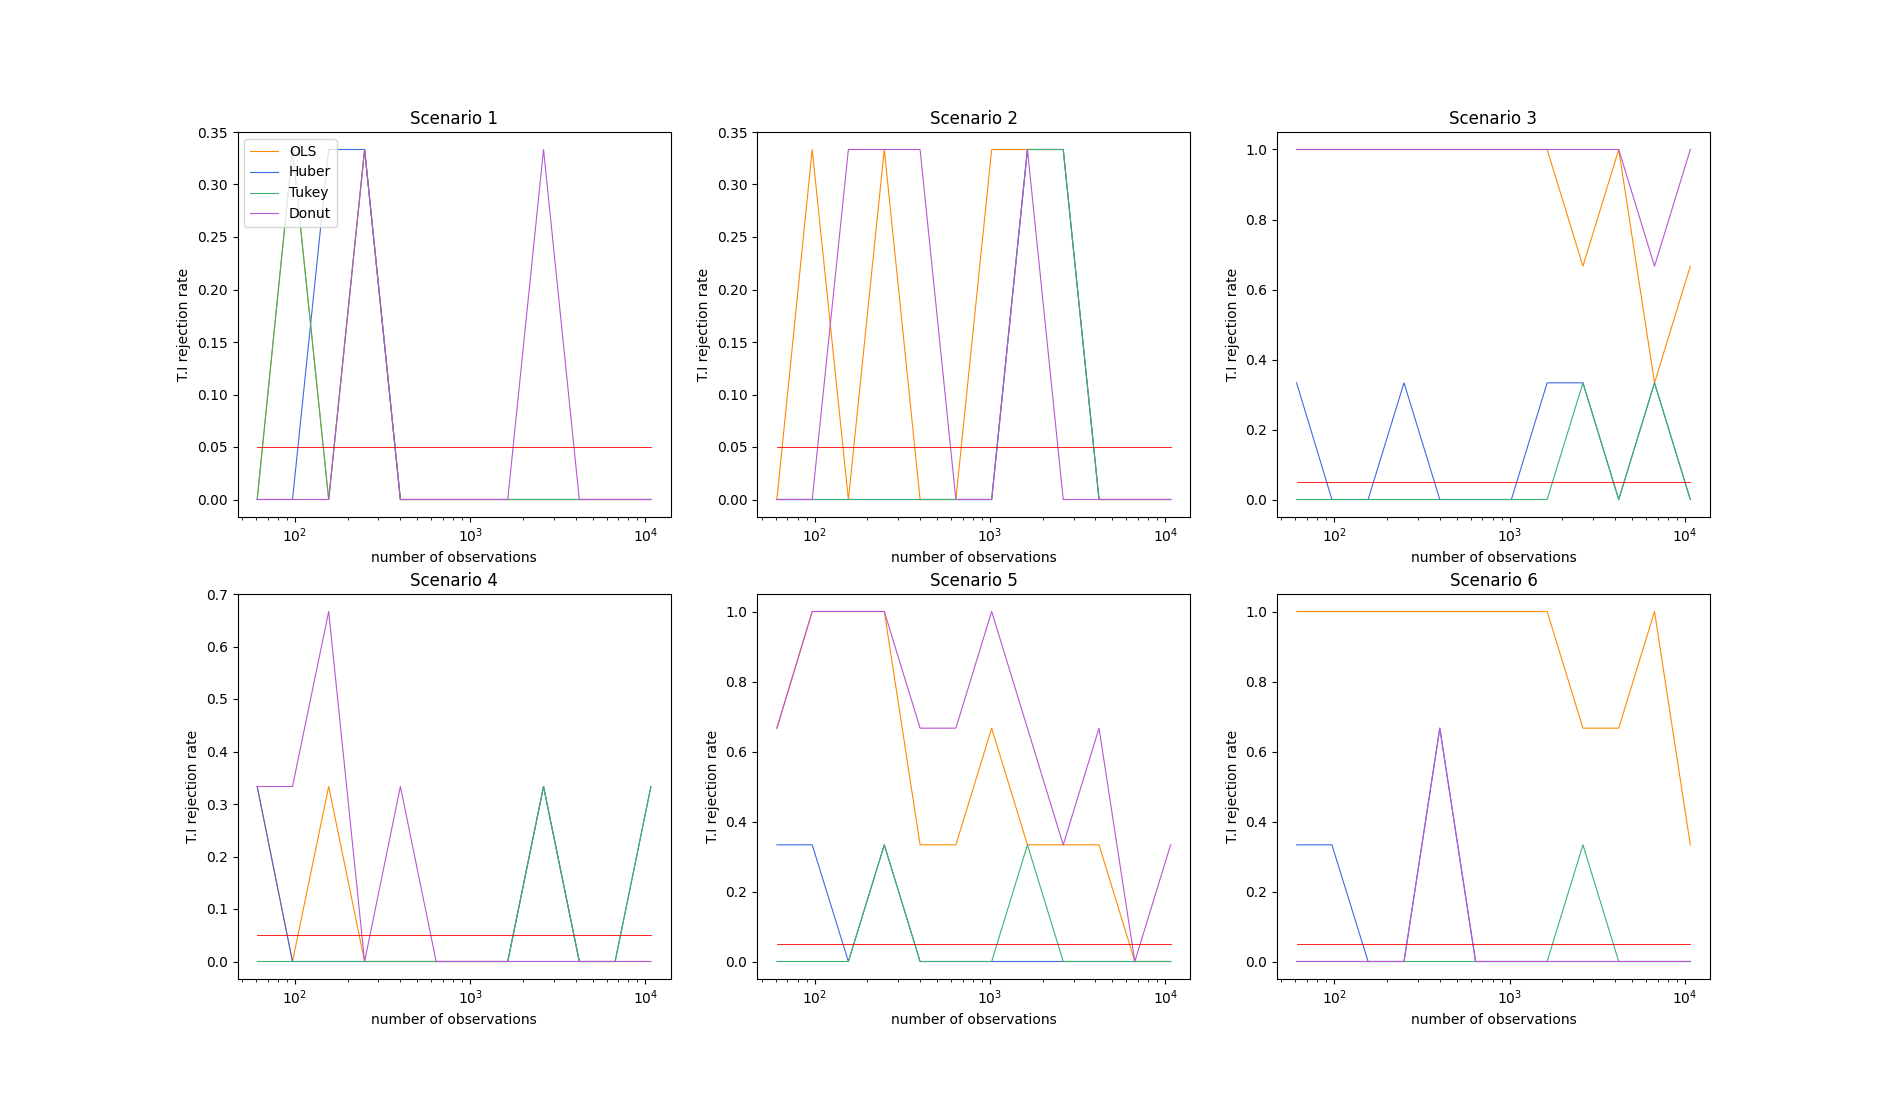 Scenario 1
0.35
0.30
0.25
0.20
0.15
0.10
0.05
0.00
T.I rejection rate
OLS
Huber
Tukey
Donut
10² 10³ 10⁴
number of observations
Scenario 2
0.35
0.30
0.25
0.20
0.15
0.10
0.05
0.00
T.I rejection rate
10² 10³ 10⁴
number of observations
Scenario 3
1.0
0.8
0.6
0.4
0.2
0.0
T.I rejection rate
10² 10³ 10⁴
number of observations
Scenario 4
0.7
0.6
0.5
0.4
0.3
0.2
0.1
0.0
T.I rejection rate
10² 10³ 10⁴
number of observations
Scenario 5
1.0
0.8
0.6
0.4
0.2
0.0
T.I rejection rate
10² 10³ 10⁴
number of observations
Scenario 6
1.0
0.8
0.6
0.4
0.2
0.0
T.I rejection rate
10² 10³ 10⁴
number of observations